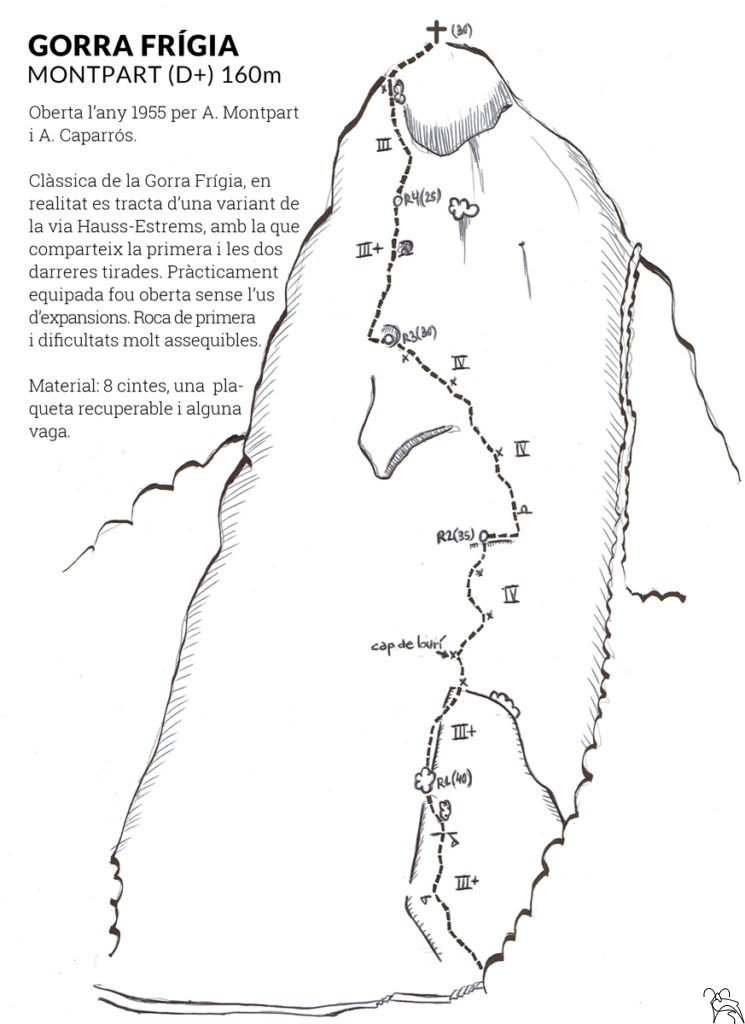 GORRA FRÍGIA
MONTPART (D+) 160m
Oberta l'any 1955 per A. Montpart
i A. Caparrós.
Clàssica de la Gorra Frígia, en
realitat es tracta d'una variant de
la via Hauss-Estrems, amb la que
comparteix la primera i les dos
darreres tirades. Pràcticament
equipada fou oberta sense l'us
d'expansions. Roca de primera
i dificultats molt assequibles.
Material: 8 cintes, una pla-
queta recuperable i alguna
vaga.
(30)
III
R4(25)
III+
R3(30)
IV
IV
R2(35)
IV
cap de burí
III+
R1(40)
III+